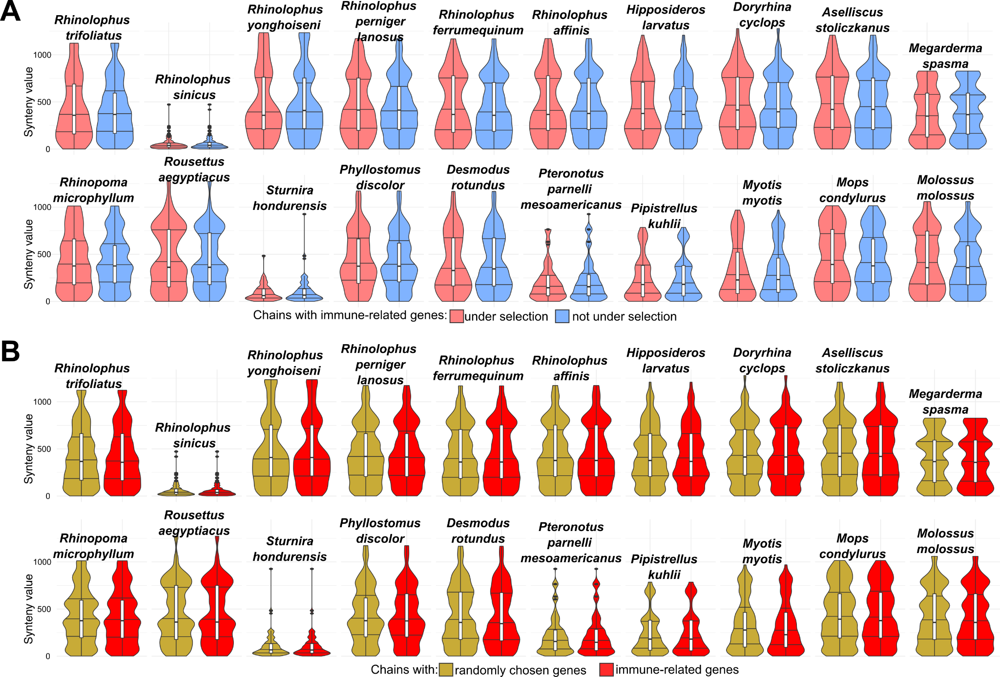 A
Rhinolophus
trifoliatus
Rhinolophus
sinicus
Rhinolophus
yonghoiseni
Rhinolophus
perniger
lanosus
Rhinolophus
ferrumequinum
Rhinolophus
affinis
Hipposideros
larvatus
Doryrhina
cyclops
Aselliscus
stoliczkanus
Megarderma
spasma
Synteny value
1000
500
0
Rhinopoma
microphyllum
Rousettus
aegyptiacus
Sturnira
hondurensis
Phyllostomus
discolor
Desmodus
rotundus
Pteronotus
parnelli
mesoamericanus
Pipistrellus
kuhlii
Myotis
myotis
Mops
condylurus
Molossus
molossus
Synteny value
1000
500
0
Chains with immune-related genes: under selection not under selection
B
Rhinolophus
trifoliatus
Rhinolophus
sinicus
Rhinolophus
yonghoiseni
Rhinolophus
perniger
lanosus
Rhinolophus
ferrumequinum
Rhinolophus
affinis
Hipposideros
larvatus
Doryrhina
cyclops
Aselliscus
stoliczkanus
Megarderma
spasma
Synteny value
1000
500
0
Rhinopoma
microphyllum
Rousettus
aegyptiacus
Sturnira
hondurensis
Phyllostomus
discolor
Desmodus
rotundus
Pteronotus
parnelli
mesoamericanus
Pipistrellus
kuhlii
Myotis
myotis
Mops
condylurus
Molossus
molossus
Synteny value
1000
500
0
Chains with: randomly chosen genes immune-related genes